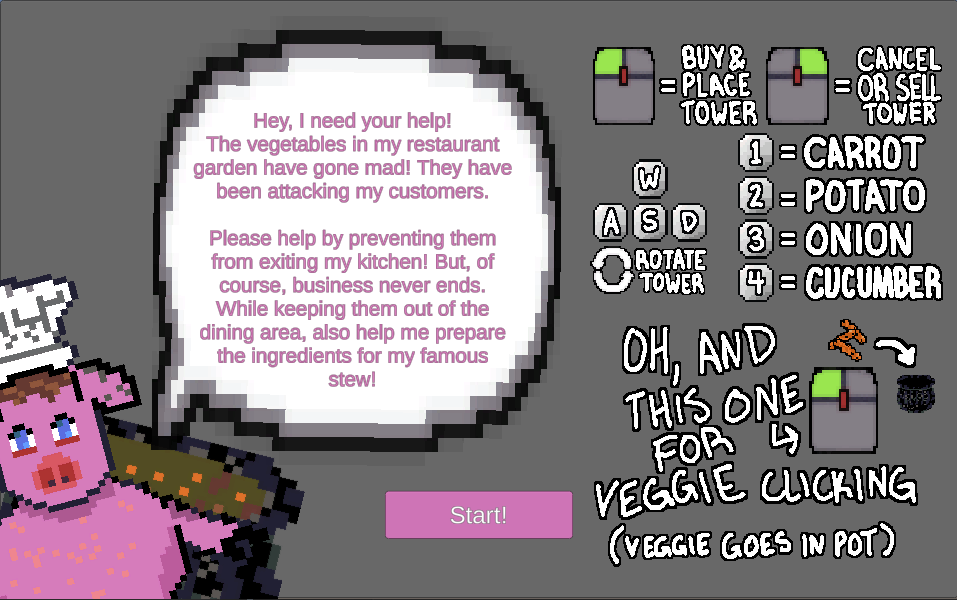 Hey, I need your help!
The vegetables in my restaurant
garden have gone mad! They have
been attacking my customers.
Please help by preventing them
from exiting my kitchen! But, of
course, business never ends.
While keeping them out of the
dining area, also help me prepare
the ingredients for my famous
stew!
Start!
= BUY &
PLACE
TOWER
= CANCEL
OR SELL
TOWER
W
A S D
ROTATE
TOWER
1 = CARROT
2 = POTATO
3 = ONION
4 = CUCUMBER
OH, AND
THIS ONE
FOR
VEGGIE CLICKING
(VEGGIE GOES IN POT)